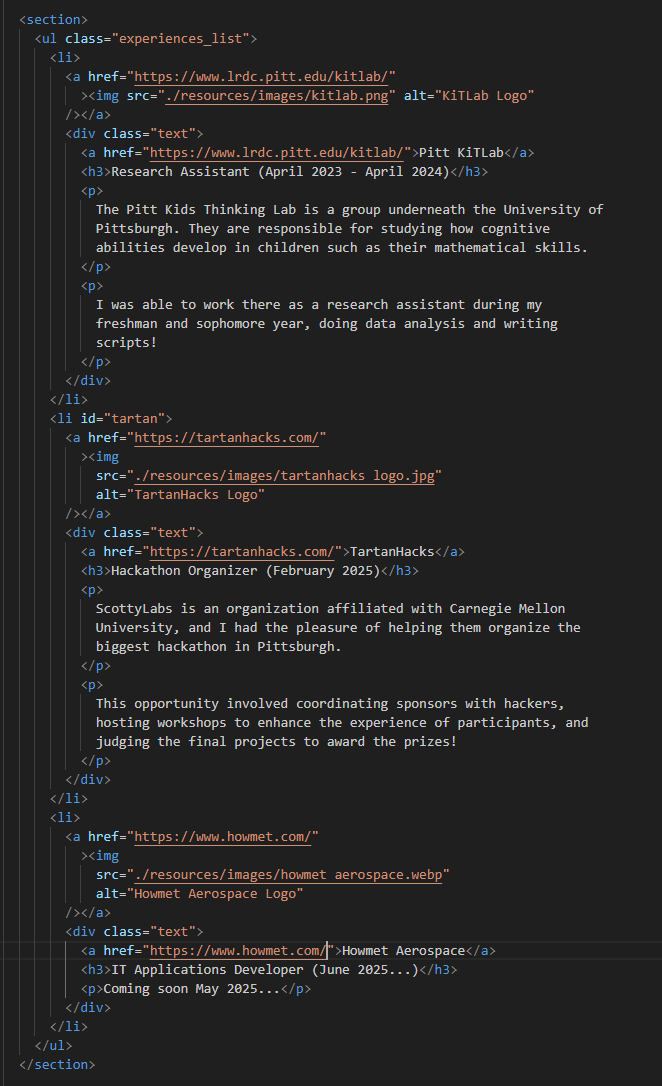 <section>
<ul class="experiences_list">
<li>
<a href="https://www.lrdc.pitt.edu/kitlab/"
><img src="./resources/images/kitlab.png" alt="KiTLab Logo"
/></a>
<div class="text">
<a href="https://www.lrdc.pitt.edu/kitlab/">Pitt KiTLab</a>
<h3>Research Assistant (April 2023 - April 2024)</h3>
<p>
The Pitt Kids Thinking Lab is a group underneath the University of
Pittsburgh. They are responsible for studying how cognitive
abilities develop in children such as their mathematical skills.
</p>
<p>
I was able to work there as a research assistant during my
freshman and sophomore year, doing data analysis and writing
scripts!
</p>
</div>
</li>
<li id="tartan">
<a href="https://tartanhacks.com/"
><img
src="./resources/images/tartanhacks logo.jpg"
alt="TartanHacks Logo"
/></a>
<div class="text">
<a href="https://tartanhacks.com/">TartanHacks</a>
<h3>Hackathon Organizer (February 2025)</h3>
<p>
ScottyLabs is an organization affiliated with Carnegie Mellon
University, and I had the pleasure of helping them organize the
biggest hackathon in Pittsburgh.
</p>
<p>
This opportunity involved coordinating sponsors with hackers,
hosting workshops to enhance the experience of participants, and
judging the final projects to award the prizes!
</p>
</div>
</li>
<li>
<a href="https://www.howmet.com/"
><img
src="./resources/images/howmet aerospace.webp"
alt="Howmet Aerospace Logo"
/></a>
<div class="text">
<a href="https://www.howmet.com/">Howmet Aerospace</a>
<h3>IT Applications Developer (June 2025...)</h3>
<p>Coming soon May 2025...</p>
</div>
</li>
</ul>
</section>